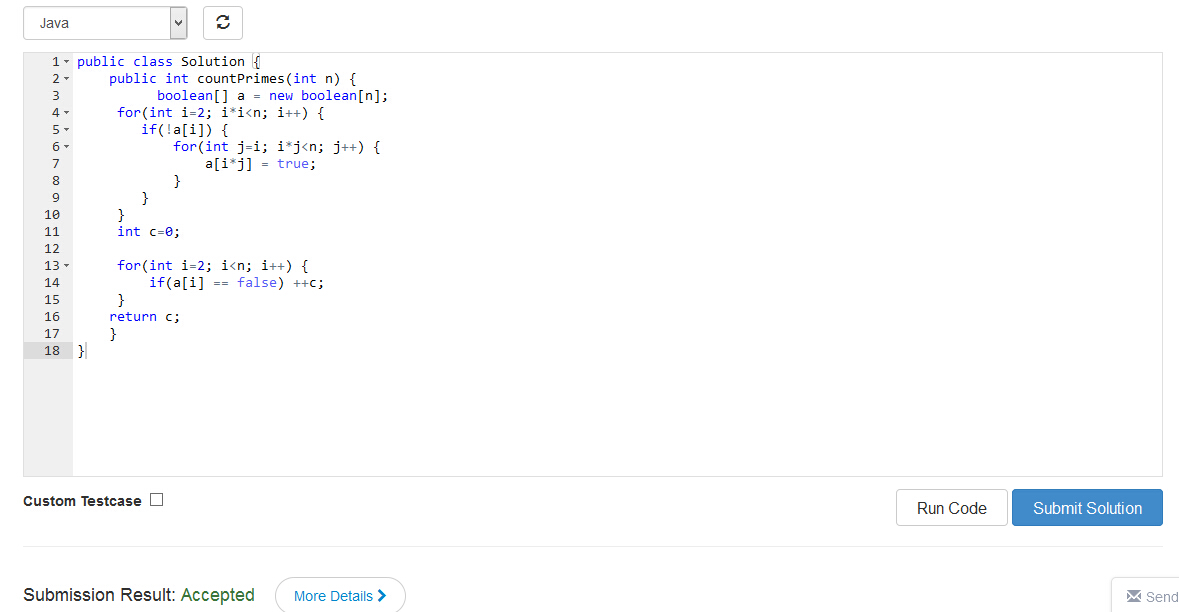 Java
1 public class Solution {
2     public int countPrimes(int n) {
3           boolean[] a = new boolean[n];
4      for(int i=2; i*i<n; i++) {
5         if(!a[i]) {
6             for(int j=i; i*j<n; j++) {
7                 a[i*j] = true;
8             }
9         }
10      }
11      int c=0;
12
13      for(int i=2; i<n; i++) {
14          if(a[i] == false) ++c;
15      }
16     return c;
17     }
18 }
Custom Testcase
Run Code Submit Solution
Submission Result: Accepted More Details Send